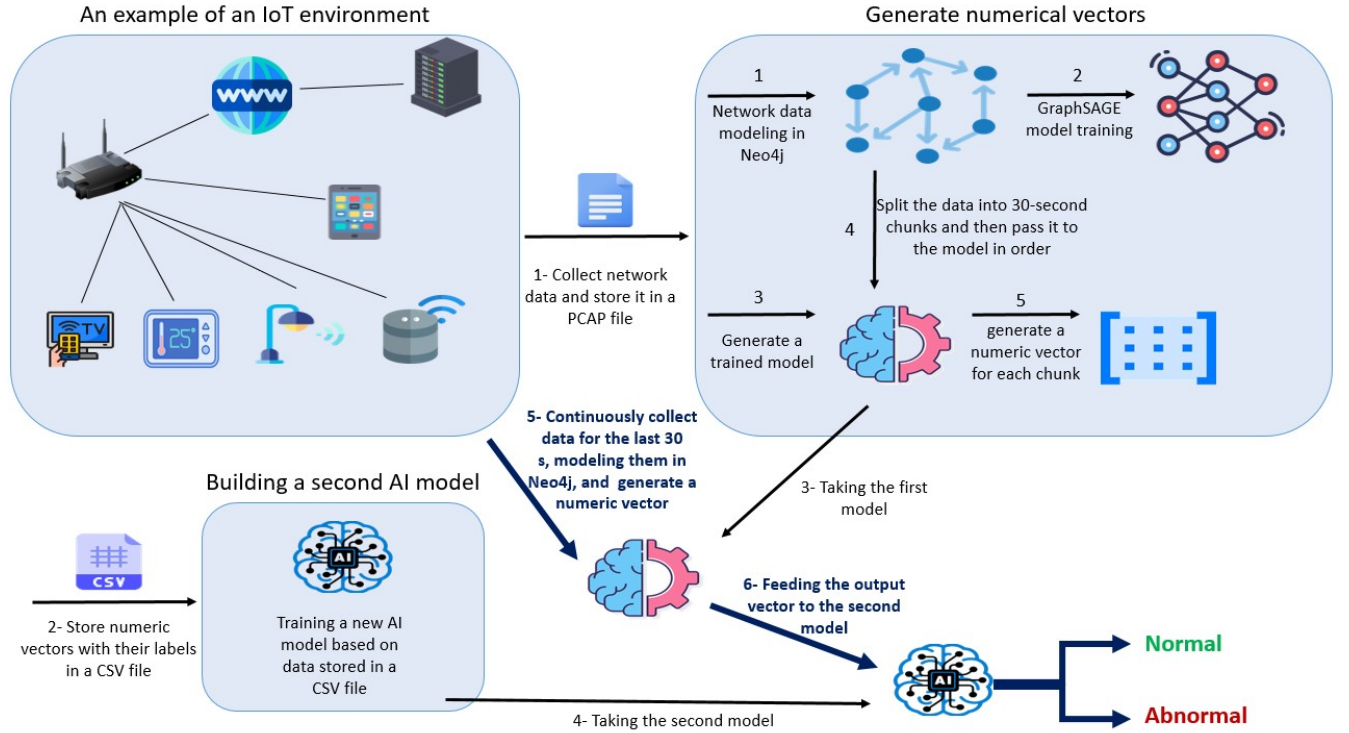 An example of an IoT environment
Generate numerical vectors
WWW
TV
25°
1- Collect network
data and store it in a
PCAP file
1
Network data
modeling in
Neo4j
2
GraphSAGE
model training
4
Split the data into 30-second
chunks and then pass it to
the model in order
3
Generate a
trained model
5
generate a
numeric vector
for each chunk
5- Continuously collect
data for the last 30
s, modeling them in
Neo4j, and generate a
numeric vector
3- Taking the first
model
Building a second AI model
CSV
2- Store numeric
vectors with their labels
in a CSV file
AI
Training a new AI
model based on
data stored in a
CSV file
6- Feeding the output
vector to the second
model
4- Taking the second model
AI
Normal
Abnormal